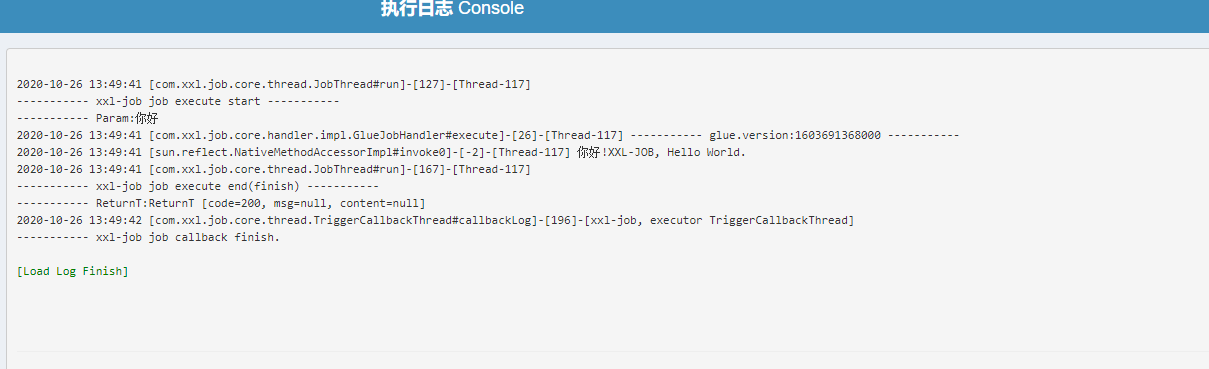 执行日志 Console
2020-10-26 13:49:41 [com.xxl.job.core.thread.JobThread#run]-[127]-[Thread-117]
----------- xxl-job job execute start -----------
----------- Param:你好
2020-10-26 13:49:41 [com.xxl.job.core.handler.impl.GlueJobHandler#execute]-[26]-[Thread-117] ----------- glue.version:1603691368000 -----------
2020-10-26 13:49:41 [sun.reflect.NativeMethodAccessorImpl#invoke0]-[-2]-[Thread-117] 你好!XXL-JOB, Hello World.
2020-10-26 13:49:41 [com.xxl.job.core.thread.JobThread#run]-[167]-[Thread-117]
----------- xxl-job job execute end(finish) -----------
----------- ReturnT:ReturnT [code=200, msg=null, content=null]
2020-10-26 13:49:42 [com.xxl.job.core.thread.TriggerCallbackThread#callbackLog]-[196]-[xxl-job, executor TriggerCallbackThread]
----------- xxl-job job callback finish.
[Load Log Finish]